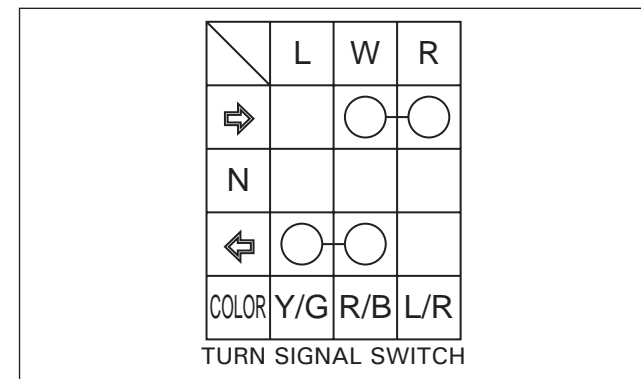 L W R
N
COLOR Y/G R/B L/R
TURN SIGNAL SWITCH